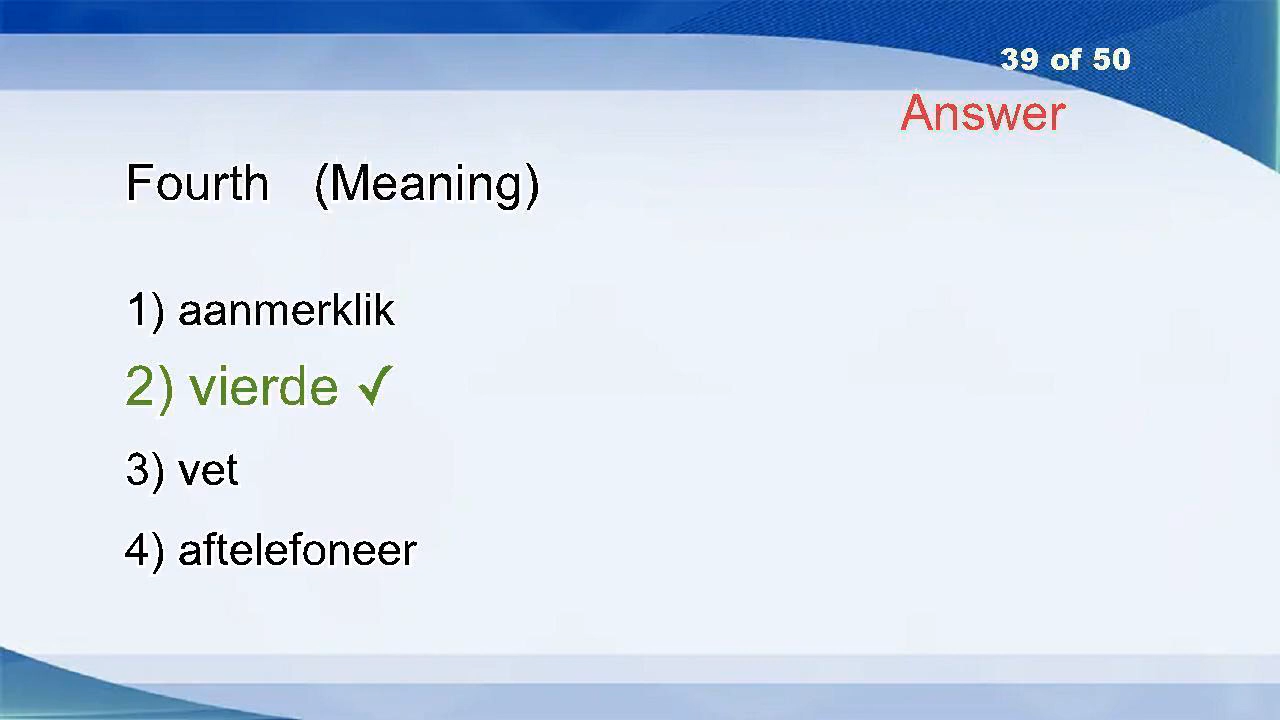 39 of 50
Answer
Fourth (Meaning)
1) aanmerklik
2) vierde ✓
3) vet
4) aftelefoneer